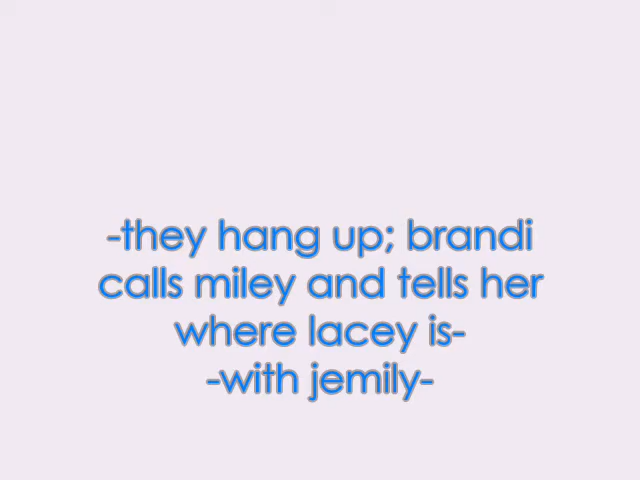 -they hang up; brandi
calls miley and tells her
where lacey is-
-with jemily-